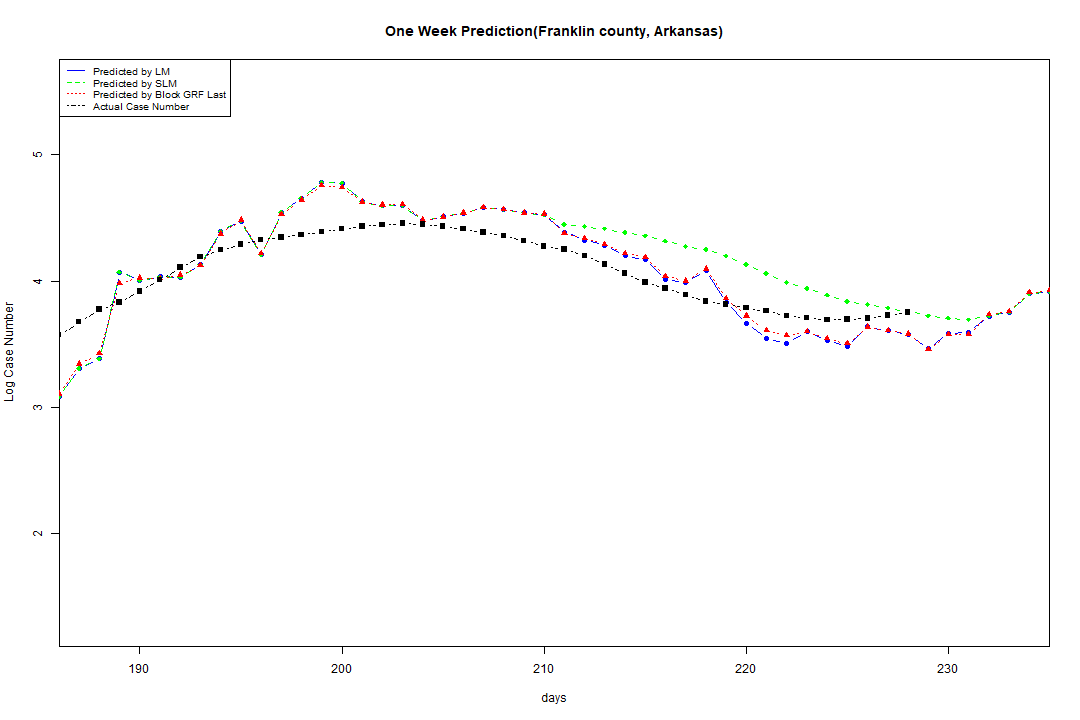 One Week Prediction(Franklin county, Arkansas)
Predicted by LM
Predicted by SLM
Predicted by Block GRF Last
Actual Case Number
5
4
3
2
Log Case Number
190 200 210 220 230
days